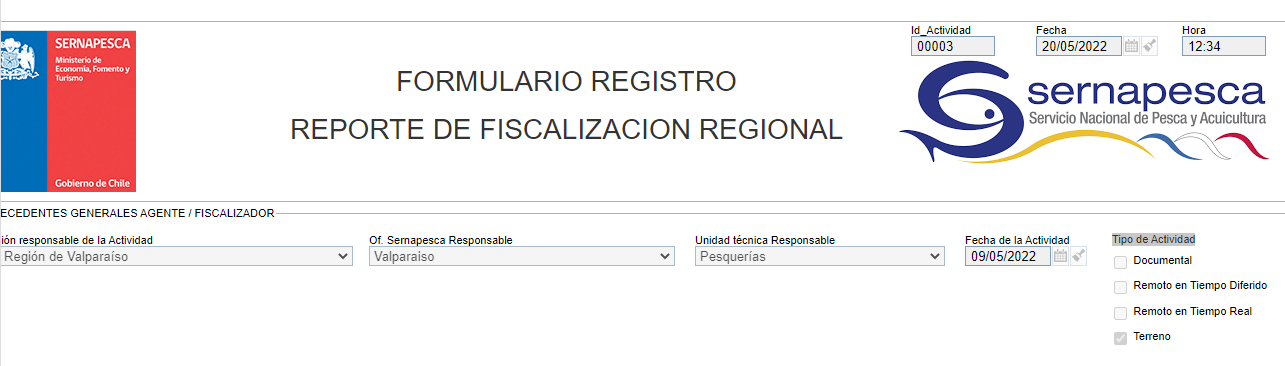 Id_Actividad
Fecha
Hora
00003
20/05/2022
12:34
SERNAPESCA
Ministerio de
Economía, Fomento y
Turismo
Gobierno de Chile
FORMULARIO REGISTRO
REPORTE DE FISCALIZACION REGIONAL
sernapesca
Servicio Nacional de Pesca y Acuicultura
ECEDENTES GENERALES AGENTE / FISCALIZADOR
ión responsable de la Actividad
Región de Valparaíso
Of. Sernapesca Responsable
Valparaiso
Unidad técnica Responsable
Pesquerías
Fecha de la Actividad
09/05/2022
Tipo de Actividad
Documental
Remoto en Tiempo Diferido
Remoto en Tiempo Real
Terreno